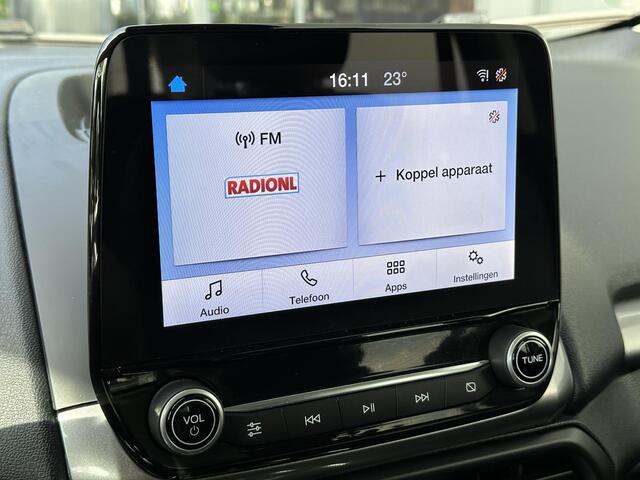 16:11 23°
FM
RADIONL
+ Koppel apparaat
Audio
Telefoon
Apps
Instellingen
VOL
TUNE